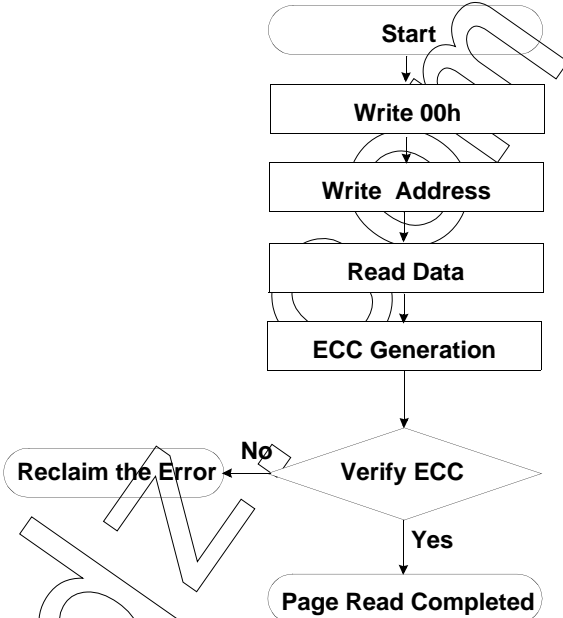 Start
Write 00h
Write Address
Read Data
ECC Generation
No
Reclaim the Error
Verify ECC
Yes
Page Read Completed